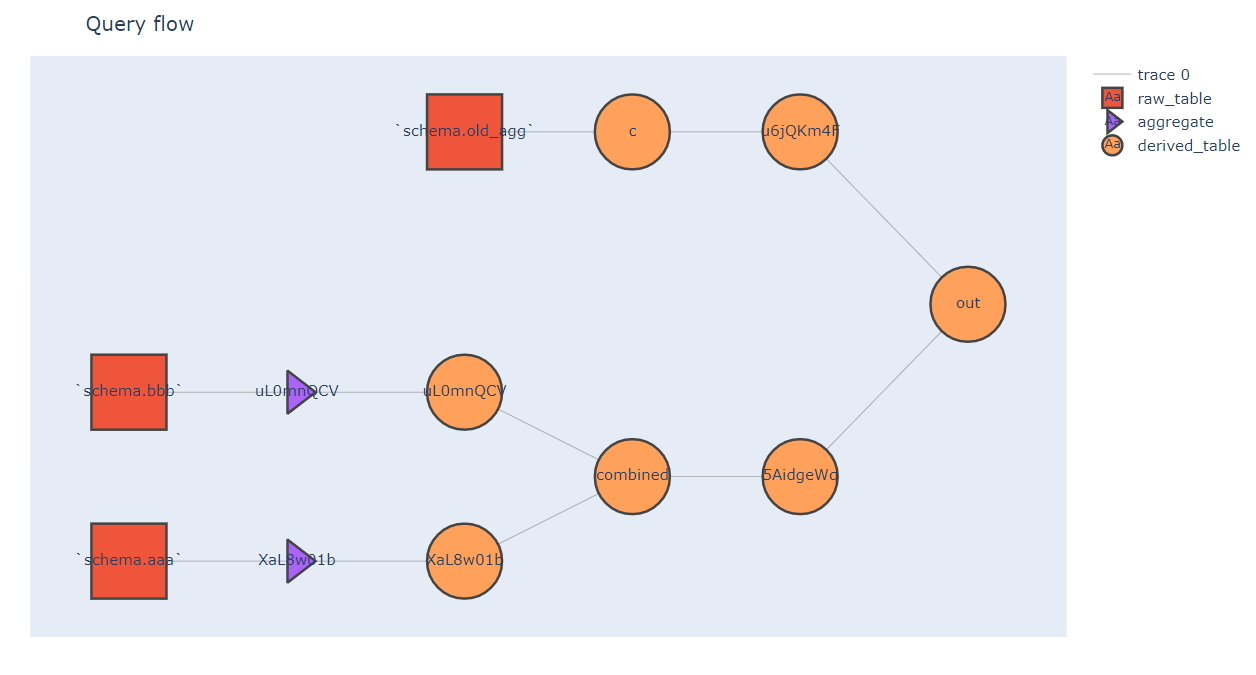 Query flow
trace 0
Aa raw_table
Aa aggregate
Aa derived_table
`schema.old_agg`
c
u6jQKm4F
out
`schema.bbb`
uL0mnQCV
uL0mnQCV
combined
5AidgeWo
`schema.aaa`
XaL8w01b
XaL8w01b